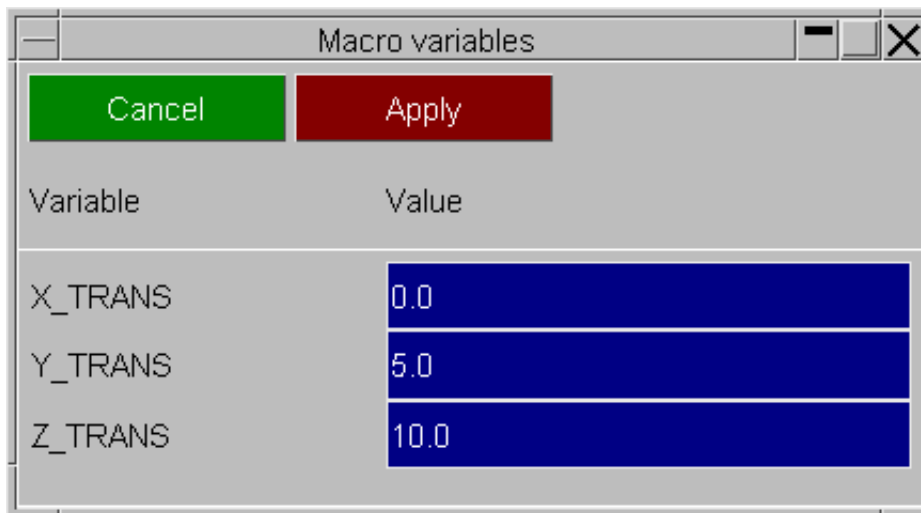 Macro variables
Cancel Apply
Variable Value
X_TRANS 0.0
Y_TRANS 5.0
Z_TRANS 10.0